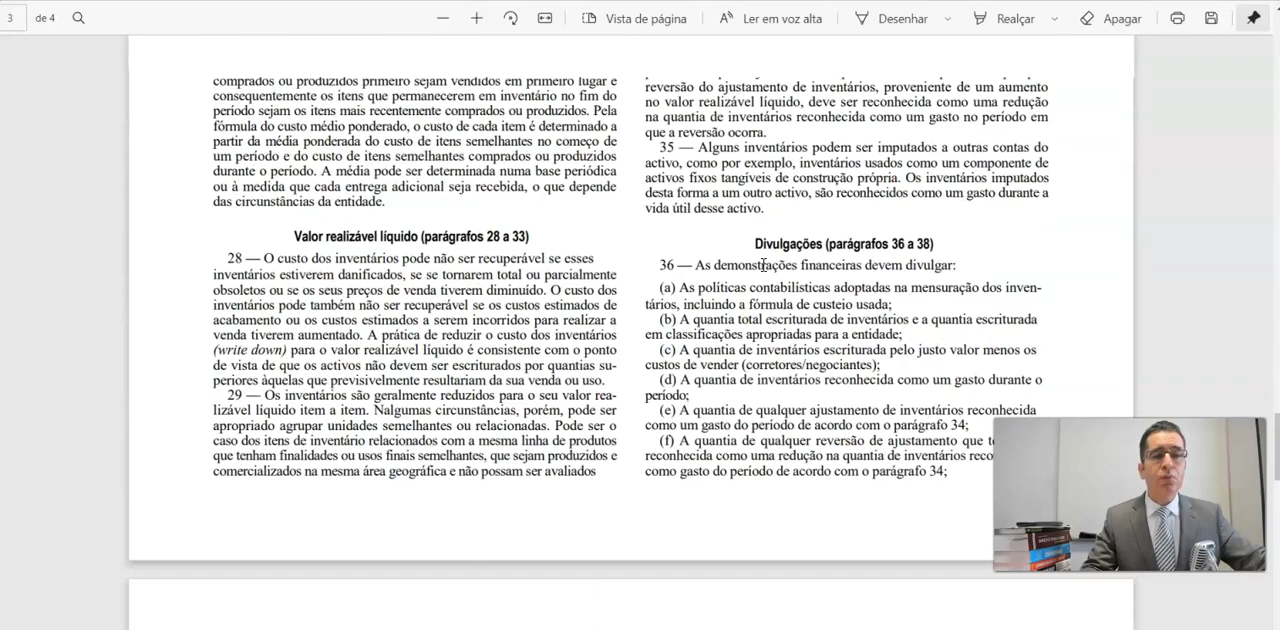 3
de 4
Vista de página
Ler em voz alta
Desenhar
Realçar
Apagar
comprados ou produzidos primeiro sejam vendidos em primeiro lugar e
consequentemente os itens que permanecerem em inventário no fim do
período sejam os itens mais recentemente comprados ou produzidos. Pela
fórmula do custo médio ponderado, o custo de cada item é determinado a
partir da média ponderada do custo de itens semelhantes no começo de
um período e do custo de itens semelhantes comprados ou produzidos
durante o período. A média pode ser determinada numa base periódica
ou à medida que cada entrega adicional seja recebida, o que depende
das circunstâncias da entidade.
Valor realizável líquido (parágrafos 28 a 33)
28 — O custo dos inventários pode não ser recuperável se esses
inventários estiverem danificados, se se tornarem total ou parcialmente
obsoletos ou se os seus preços de venda tiverem diminuído. O custo dos
inventários pode também não ser recuperável se os custos estimados de
acabamento ou os custos estimados a serem incorridos para realizar a
venda tiverem aumentado. A prática de reduzir o custo dos inventários
(write down) para o valor realizável líquido é consistente com o ponto
de vista de que os activos não devem ser escriturados por quantias su-
periores àquelas que previsivelmente resultariam da sua venda ou uso.
29 — Os inventários são geralmente reduzidos para o seu valor rea-
lizável líquido item a item. Nalgumas circunstâncias, porém, pode ser
apropriado agrupar unidades semelhantes ou relacionadas. Pode ser o
caso dos itens de inventário relacionados com a mesma linha de produtos
que tenham finalidades ou usos finais semelhantes, que sejam produzidos e
comercializados na mesma área geográfica e não possam ser avaliados
reversão do ajustamento de inventários, proveniente de um aumento
no valor realizável líquido, deve ser reconhecida como uma redução
na quantia de inventários reconhecida como um gasto no período em
que a reversão ocorra.
35 — Alguns inventários podem ser imputados a outras contas do
activo, como por exemplo, inventários usados como um componente de
activos fixos tangíveis de construção própria. Os inventários imputados
desta forma a um outro activo, são reconhecidos como um gasto durante a
vida útil desse activo.
Divulgações (parágrafos 36 a 38)
36 — As demonstrações financeiras devem divulgar:
(a) As políticas contabilísticas adoptadas na mensuração dos inven-
tários, incluindo a fórmula de custeio usada;
(b) A quantia total escriturada de inventários e a quantia escriturada
em classificações apropriadas para a entidade;
(c) A quantia de inventários escriturada pelo justo valor menos os
custos de vender (corretores/negociantes);
(d) A quantia de inventários reconhecida como um gasto durante o
período;
(e) A quantia de qualquer ajustamento de inventários reconhecida
como um gasto do período de acordo com o parágrafo 34;
(f) A quantia de qualquer reversão de ajustamento que
reconhecida como uma redução na quantia de inventários
como gasto do período de acordo com o parágrafo 34;